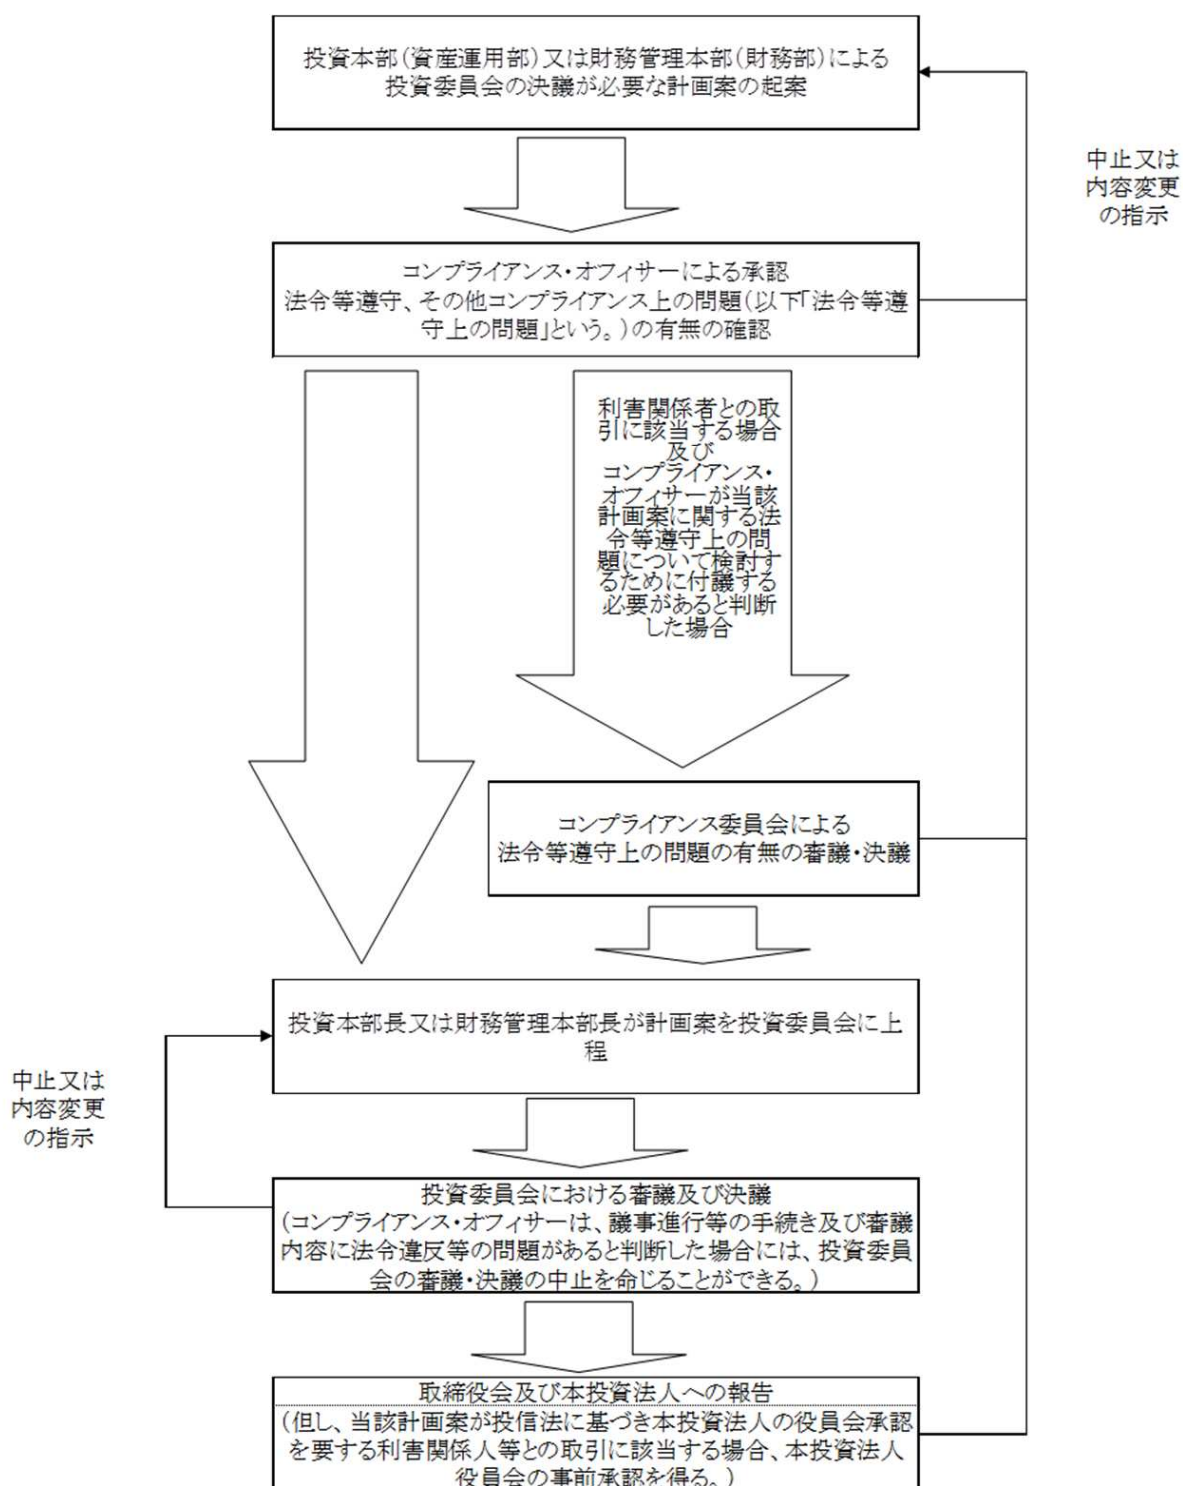 投資本部(資産運用部)又は財務管理本部(財務部)による
投資委員会の決議が必要な計画案の起案
中止又は
内容変更
の指示
コンプライアンス・オフィサーによる承認
法令等遵守、その他コンプライアンス上の問題(以下「法令等遵
守上の問題」という。)の有無の確認
利害関係者との取
引に該当する場合
及び
コンプライアンス・
オフィサーが当該
計画案に関する法
令等遵守上の問
題について検討す
るために付議する
必要があると判断
した場合
コンプライアンス委員会による
法令等遵守上の問題の有無の審議・決議
投資本部長又は財務管理本部長が計画案を投資委員会に上
程
中止又は
内容変更
の指示
投資委員会における審議及び決議
(コンプライアンス・オフィサーは、議事進行等の手続き及び審議
内容に法令違反等の問題があると判断した場合には、投資委員
会の審議・決議の中止を命じることができる。)
取締役会及び本投資法人への報告
(但し、当該計画案が投信法に基づき本投資法人の役員会承認
を要する利害関係人等との取引に該当する場合、本投資法人
役員会の事前承認を得る。)